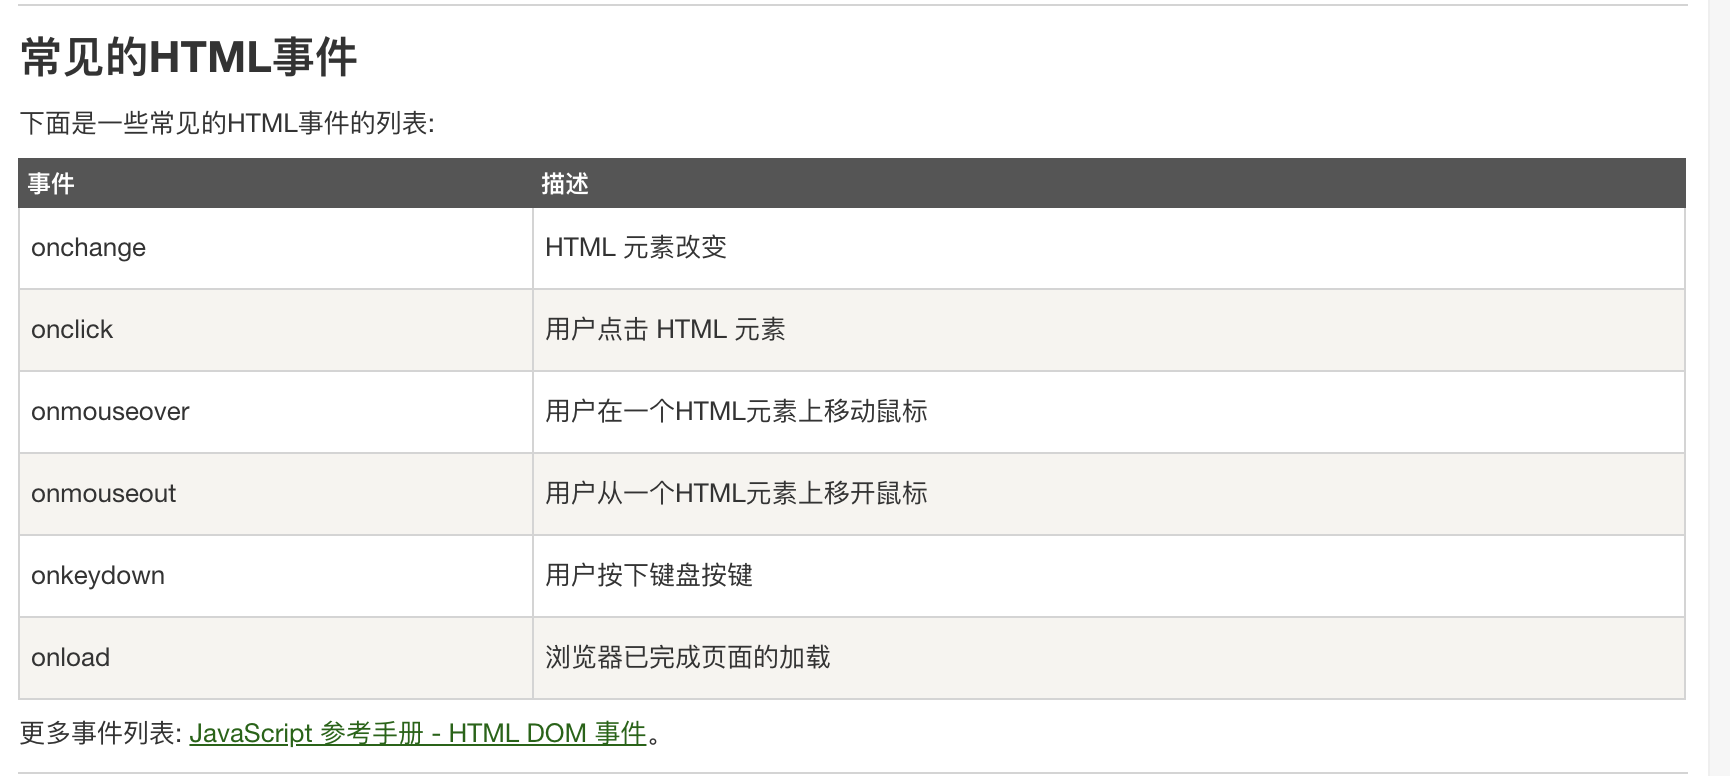 常见的HTML事件
下面是一些常见的HTML事件的列表:
事件 描述
onchange HTML 元素改变
onclick 用户点击 HTML 元素
onmouseover 用户在一个HTML元素上移动鼠标
onmouseout 用户从一个HTML元素上移开鼠标
onkeydown 用户按下键盘按键
onload 浏览器已完成页面的加载
更多事件列表: JavaScript 参考手册 - HTML DOM 事件。